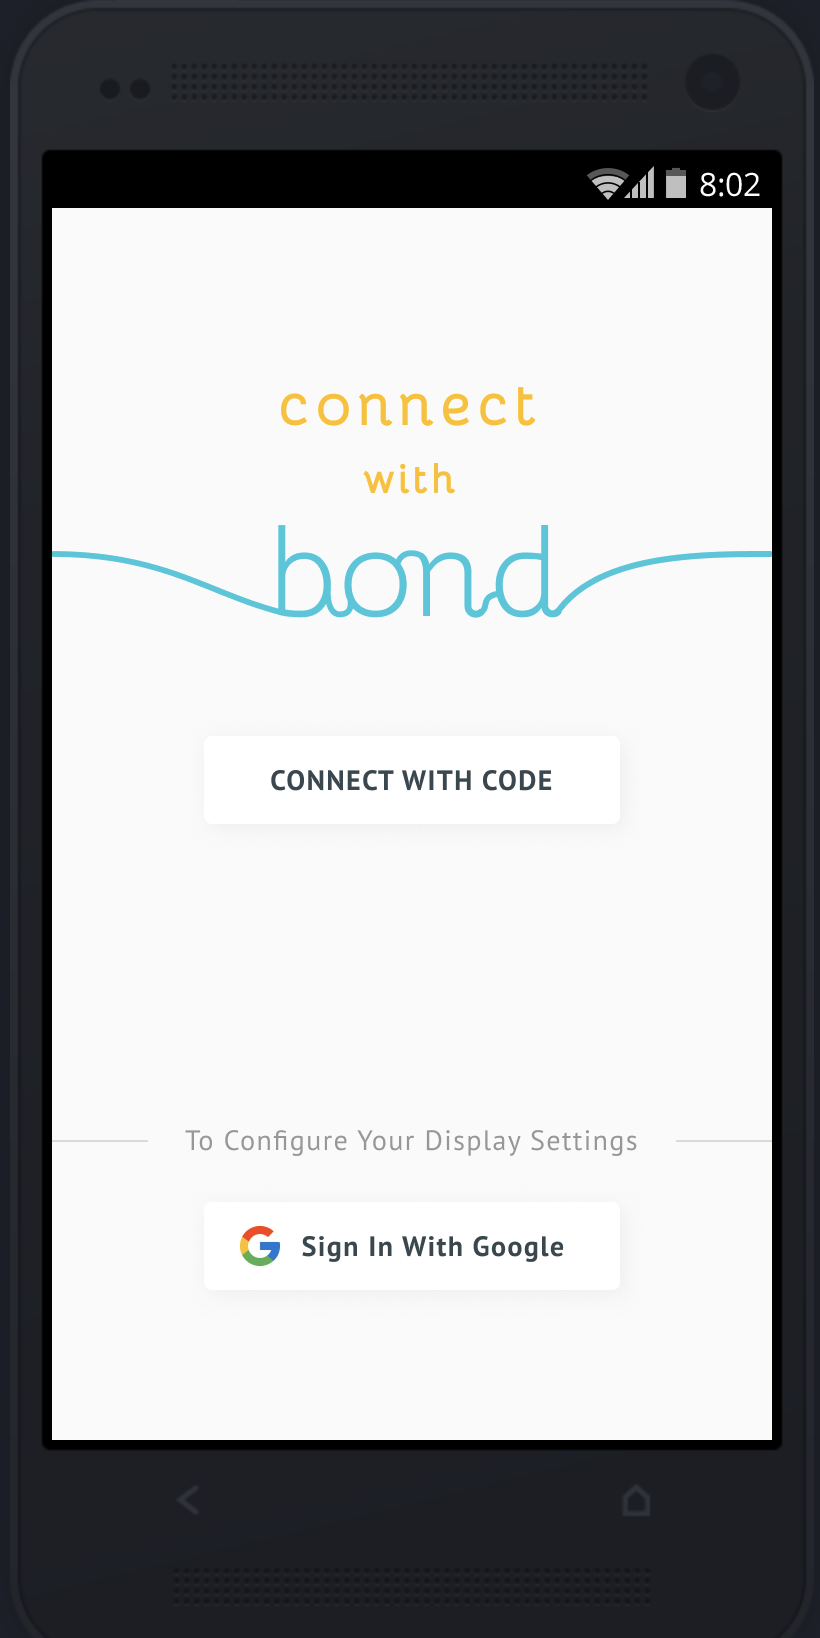 8:02
connect
with
bond
CONNECT WITH CODE
To Configure Your Display Settings
Sign In With Google